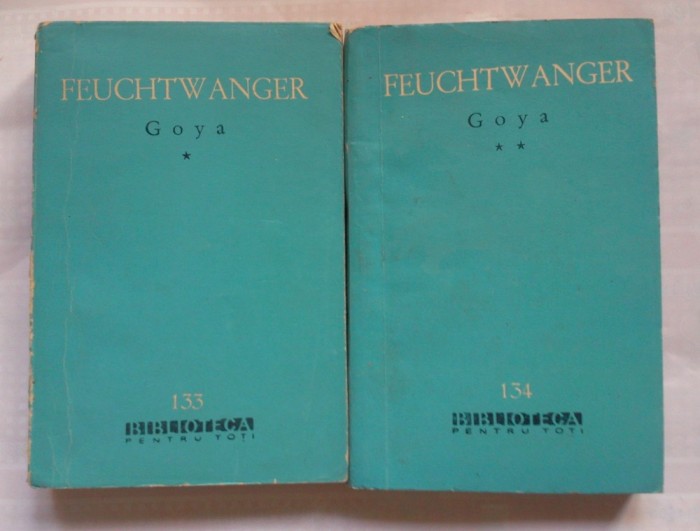 FEUCHTWANGER
Goya
*
133
BIBLIOTECA
PENTRU TOȚI
FEUCHTWANGER
Goya
* *
134
BIBLIOTECA
PENTRU TOȚI